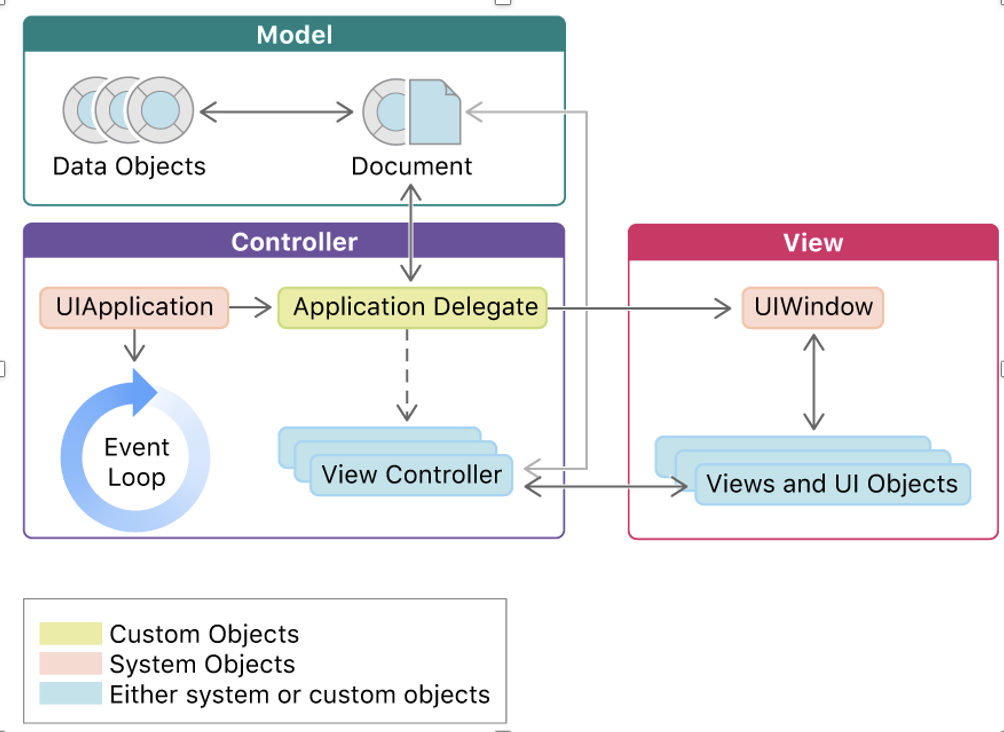 Model
Data Objects
Document
Controller
View
UIApplication
Application Delegate
UIWindow
Event
Loop
View Controller
Views and UI Objects
Custom Objects
System Objects
Either system or custom objects